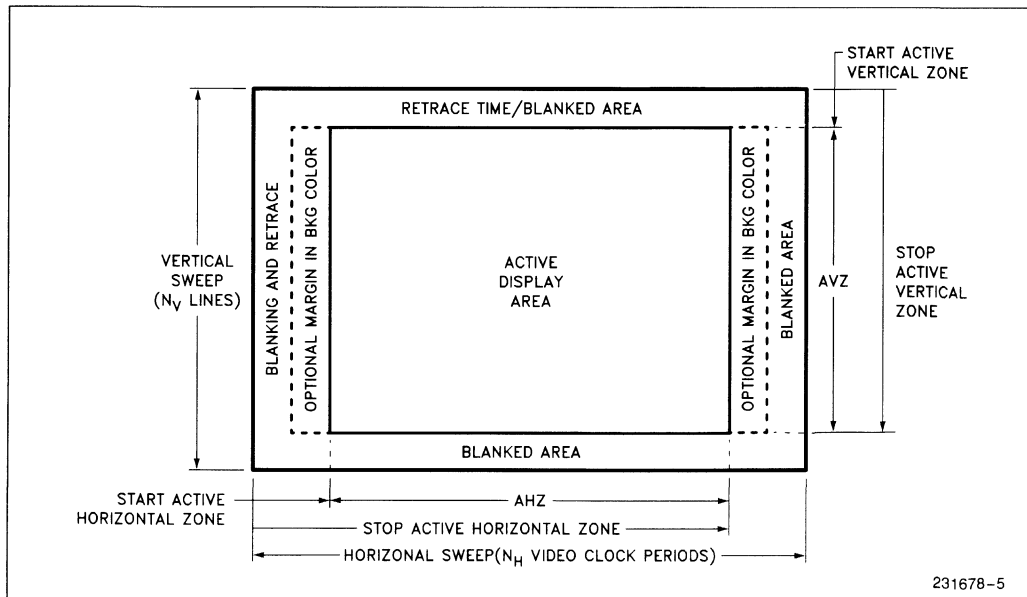 START ACTIVE
VERTICAL ZONE
RETRACE TIME/BLANKED AREA
VERTICAL
SWEEP
(NV LINES)
BLANKING AND RETRACE
OPTIONAL MARGIN IN BKG COLOR
ACTIVE
DISPLAY
AREA
OPTIONAL MARGIN IN BKG COLOR
BLANKED AREA
AVZ
STOP
ACTIVE
VERTICAL
ZONE
BLANKED AREA
START ACTIVE
HORIZONTAL ZONE
AHZ
STOP ACTIVE HORIZONTAL ZONE
HORIZONAL SWEEP(NH VIDEO CLOCK PERIODS)
231678-5